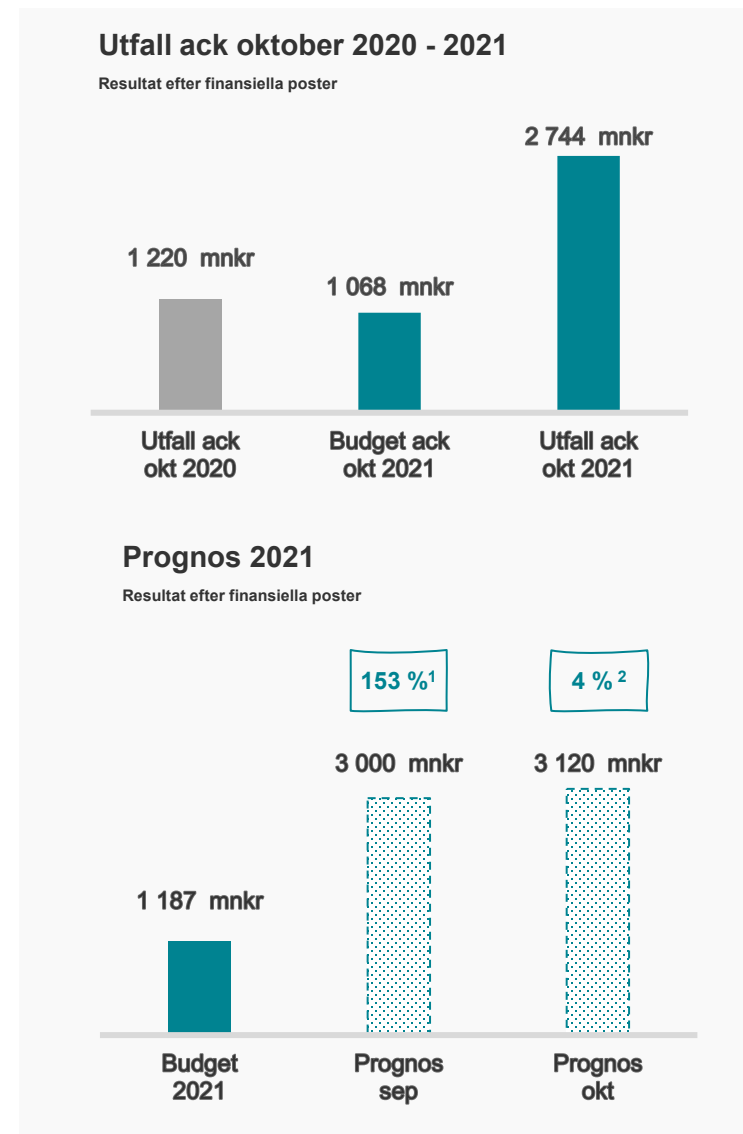 Utfall ack oktober 2020 - 2021
Resultat efter finansiella poster
2 744 mnkr
1 220 mnkr
1 068 mnkr
Utfall ack
okt 2020
Budget ack
okt 2021
Utfall ack
okt 2021
Prognos 2021
Resultat efter finansiella poster
153 %¹
4 % ²
3 000 mnkr
3 120 mnkr
1 187 mnkr
Budget
2021
Prognos
sep
Prognos
okt